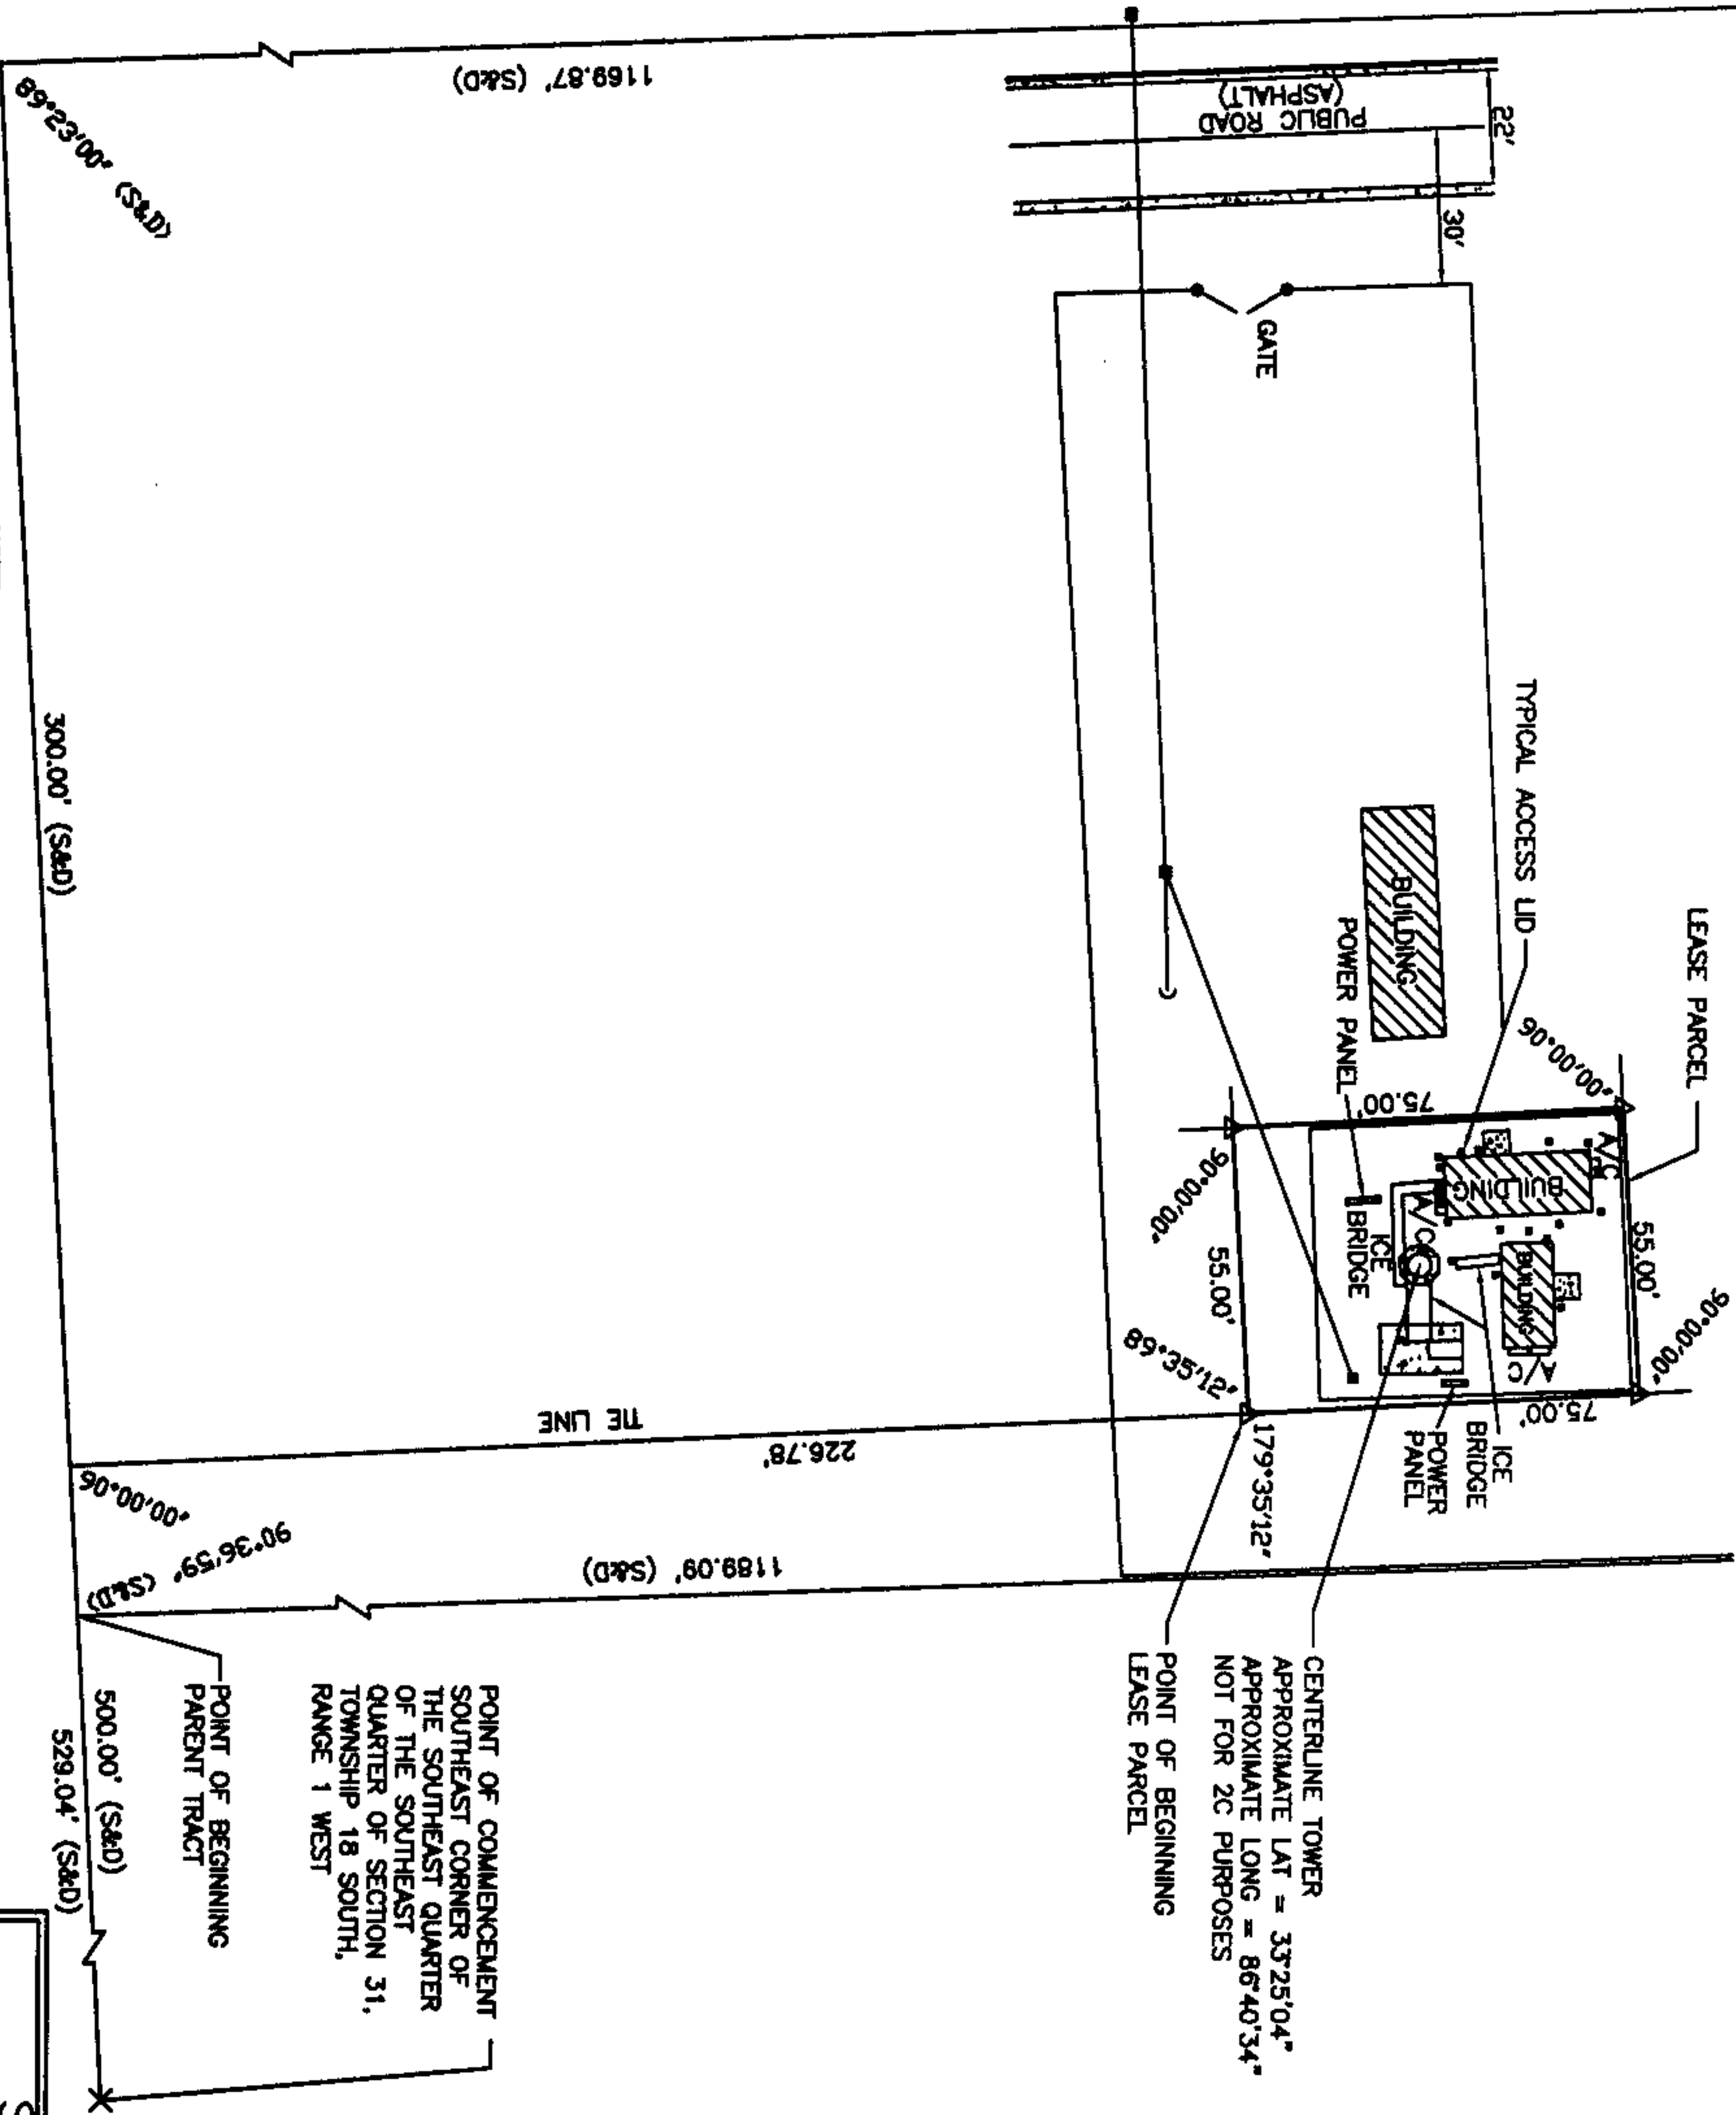 1169.87' (S&D)
89°23'00" (S&D)
PUBLIC ROAD
(ASPHALT)
22'
30'
GATE
300.00' (S&D)
TYPICAL ACCESS LID
LEASE PARCEL
BUILDING
POWER PANEL
90°00'00"
75.00'
90°00'00"
55.00'
89°35'12"
A/C
BUILDING
A/C
ICE
BRIDGE
BUILDING
A/C
55.00'
90°00'00"
75.00'
ICE
BRIDGE
POWER
PANEL
179°35'12"
TIE LINE
226.78'
90°00'00"
90°36'59" (S&D)
1189.09' (S&D)
CENTERLINE TOWER
APPROXIMATE LAT = 33°25'04"
APPROXIMATE LONG = 86°40'34"
NOT FOR 2C PURPOSES
POINT OF BEGINNING
LEASE PARCEL
POINT OF COMMENCEMENT
SOUTHEAST CORNER OF
THE SOUTHEAST QUARTER
OF THE SOUTHEAST
QUARTER OF SECTION 31,
TOWNSHIP 18 SOUTH,
RANGE 1 WEST
POINT OF BEGINNING
PARENT TRACT
500.00' (S&D)
529.04' (S&D)